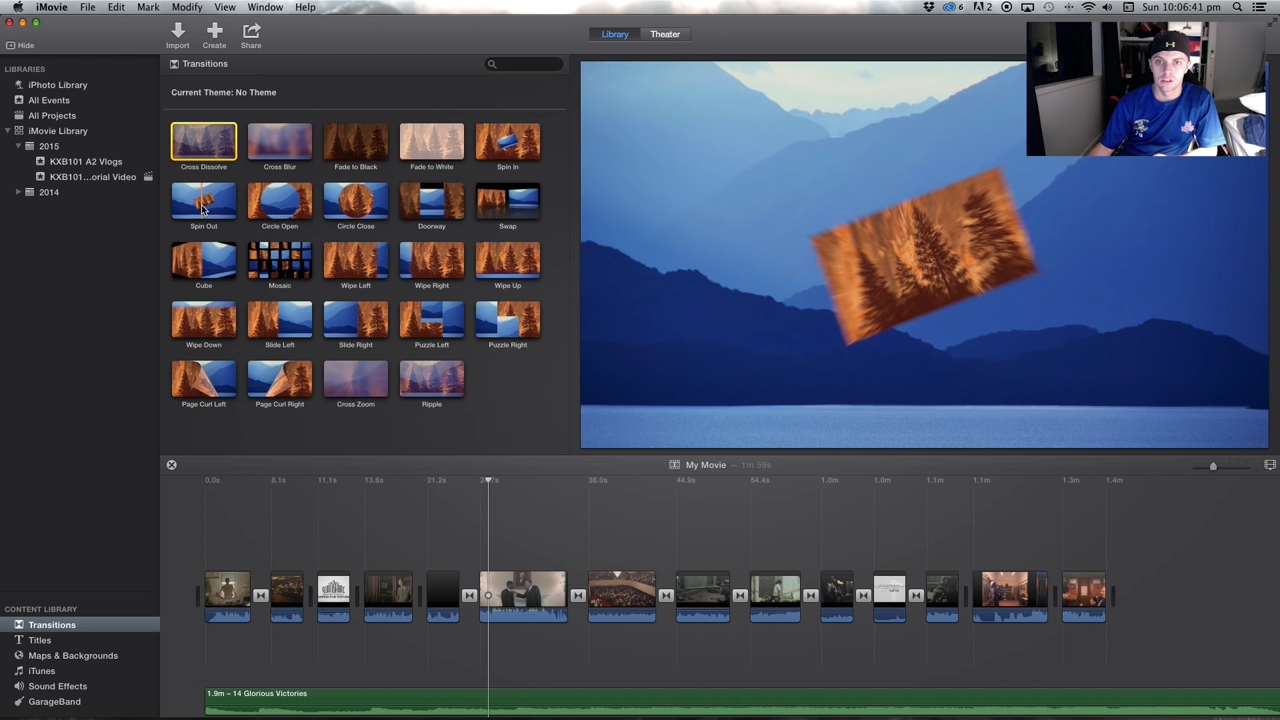 iMovie File Edit Mark Modify View Window Help
6 2 Sun 10:06:41 pm
Hide Import Create Share Library Theater
LIBRARIES
iPhoto Library
All Events
All Projects
iMovie Library
2015
KXB101 A2 Vlogs
KXB101...orial Video
2014
Transitions
Current Theme: No Theme
Cross Dissolve Cross Blur Fade to Black Fade to White Spin In
Spin Out Circle Open Circle Close Doorway Swap
Cube Mosaic Wipe Left Wipe Right Wipe Up
Wipe Down Slide Left Slide Right Puzzle Left Puzzle Right
Page Curl Left Page Curl Right Cross Zoom Ripple
My Movie — 1m 59s
0.0s 8.1s 11.1s 13.6s 21.2s 36.0s 44.9s 54.4s 1.0m 1.0m 1.1m 1.1m 1.3m 1.4m
1.9m – 14 Glorious Victories
CONTENT LIBRARY
Transitions
Titles
Maps & Backgrounds
iTunes
Sound Effects
GarageBand